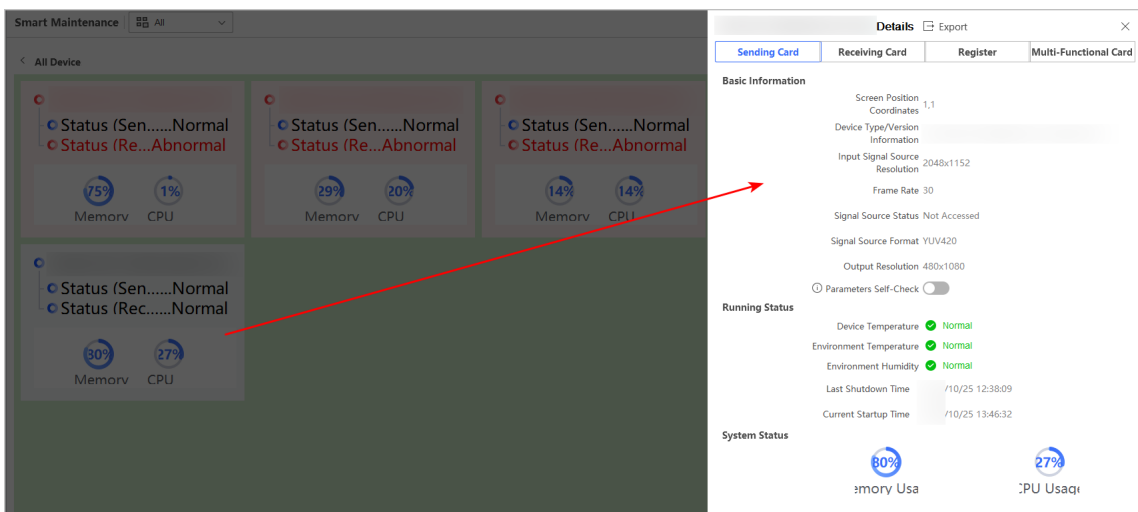 Smart Maintenance All
All Device
Status (Sen......Normal
Status (Re...Abnormal
75% 1%
Memory CPU
Status (Sen......Normal
Status (Re...Abnormal
29% 20%
Memory CPU
Status (Sen......Normal
Status (Re...Abnormal
14% 14%
Memory CPU
Status (Sen......Normal
Status (Rec......Normal
30% 27%
Memory CPU
Details Export
Sending Card Receiving Card Register Multi-Functional Card
Basic Information
Screen Position
Coordinates 1,1
Device Type/Version
Information
Input Signal Source
Resolution 2048x1152
Frame Rate 30
Signal Source Status Not Accessed
Signal Source Format YUV420
Output Resolution 480x1080
Parameters Self-Check
Running Status
Device Temperature Normal
Environment Temperature Normal
Environment Humidity Normal
Last Shutdown Time /10/25 12:38:09
Current Startup Time /10/25 13:46:32
System Status
30% 27%
emory Usa CPU Usage